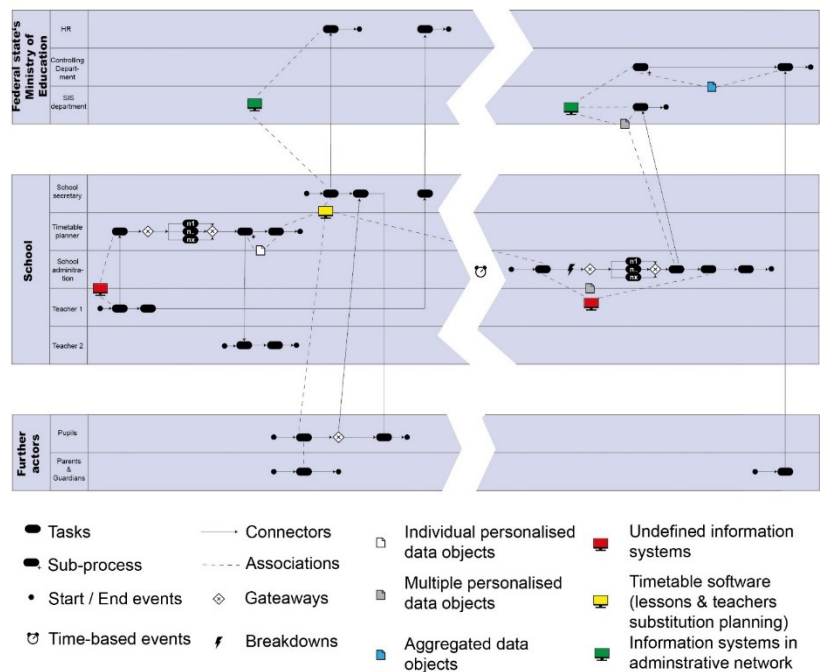 Federal state's
Ministry of
Education
HR
Controlling
Depart-
ment
SIS
department
School
School
secretary
Timetable
planner
School
adminitra-
tion
Teacher 1
Teacher 2
n1
n..
nx
n1
n..
nx
Further
actors
Pupils
Parents
&
Guardians
Tasks
Sub-process
Start / End events
Time-based events
Connectors
Associations
Gateaways
Breakdowns
Individual personalised
data objects
Multiple personalised
data objects
Aggregated data
objects
Undefined information
systems
Timetable software
(lessons & teachers
substitution planning)
Information systems in
adminstrative network